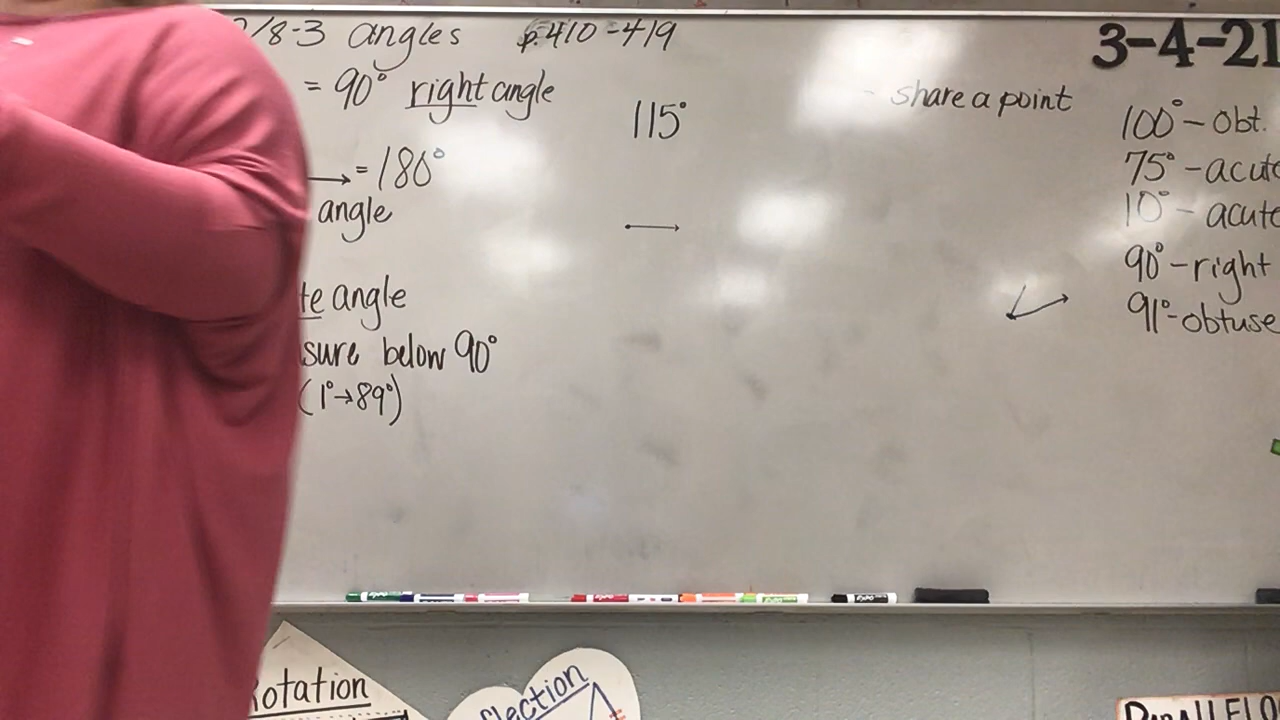 /8-3 angles p.410-419
= 90° right angle
→ = 180°
angle
te angle
sure below 90°
(1°→89°)
115°
- share a point
3-4-21
100° - obt.
75° - acute
10° - acute
90° - right
91° - obtuse
otation
flection